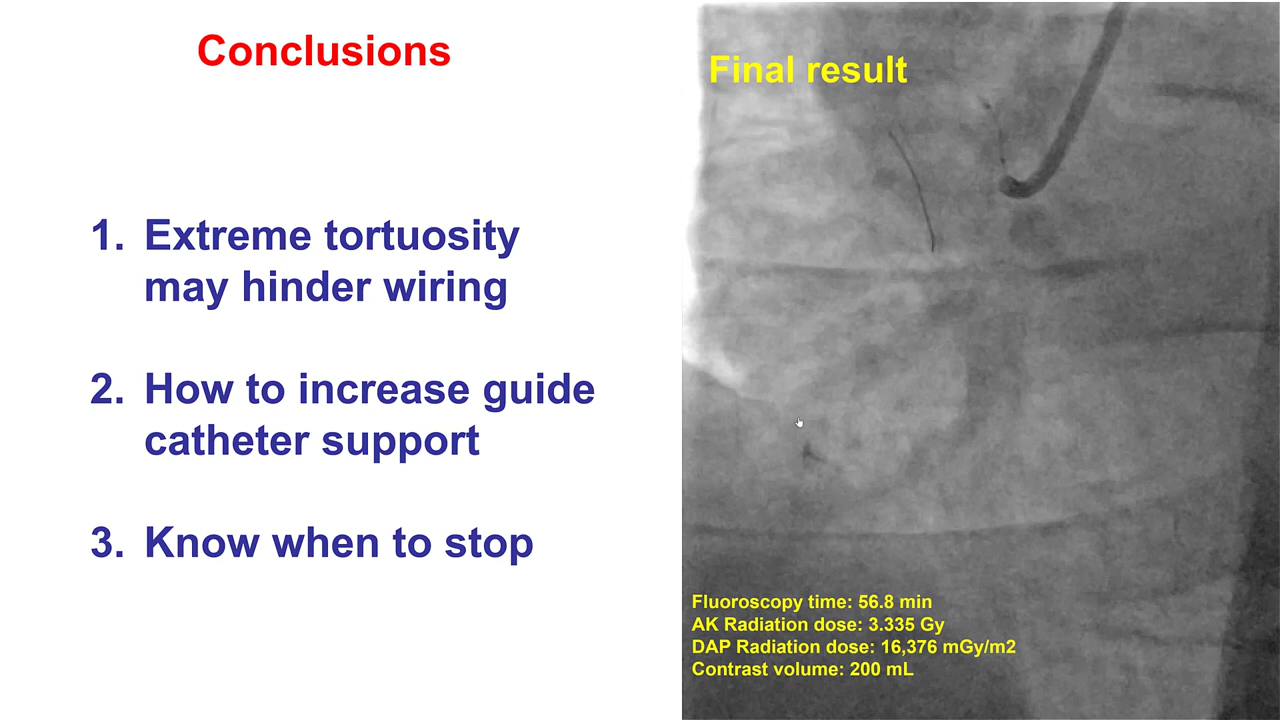 Conclusions
1. Extreme tortuosity
may hinder wiring
2. How to increase guide
catheter support
3. Know when to stop
Final result
Fluoroscopy time: 56.8 min
AK Radiation dose: 3.335 Gy
DAP Radiation dose: 16,376 mGy/m2
Contrast volume: 200 mL